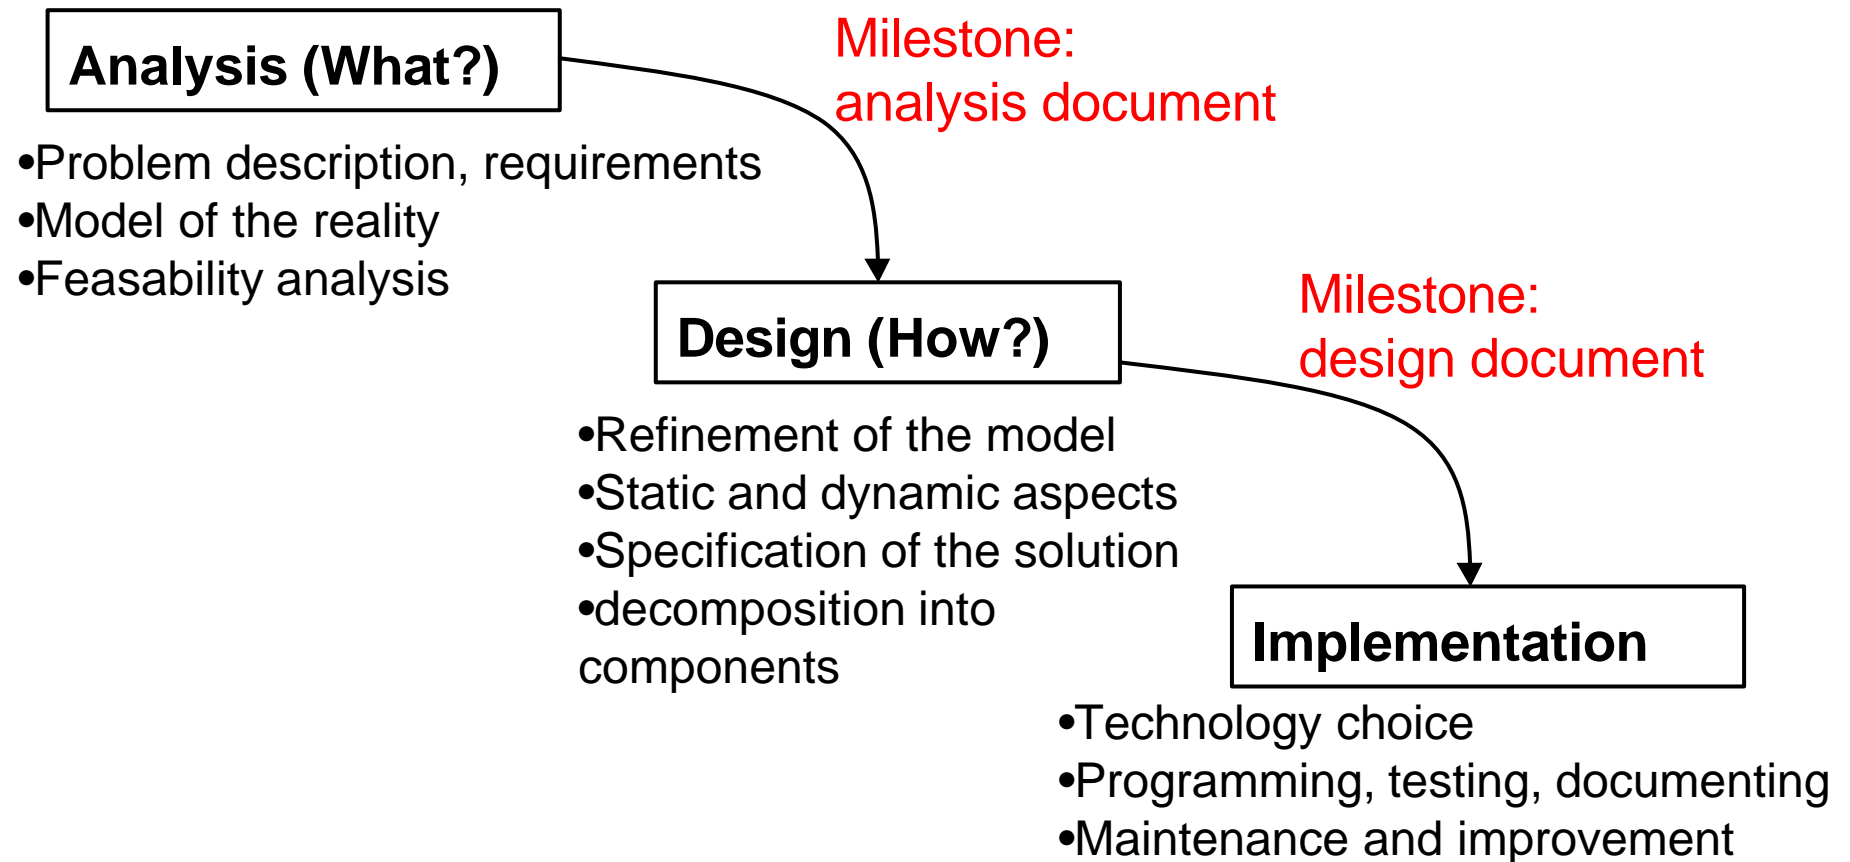 Analysis (What?)
Milestone:
analysis document
•Problem description, requirements
•Model of the reality
•Feasability analysis
Design (How?)
Milestone:
design document
•Refinement of the model
•Static and dynamic aspects
•Specification of the solution
•decomposition into
components
Implementation
•Technology choice
•Programming, testing, documenting
•Maintenance and improvement